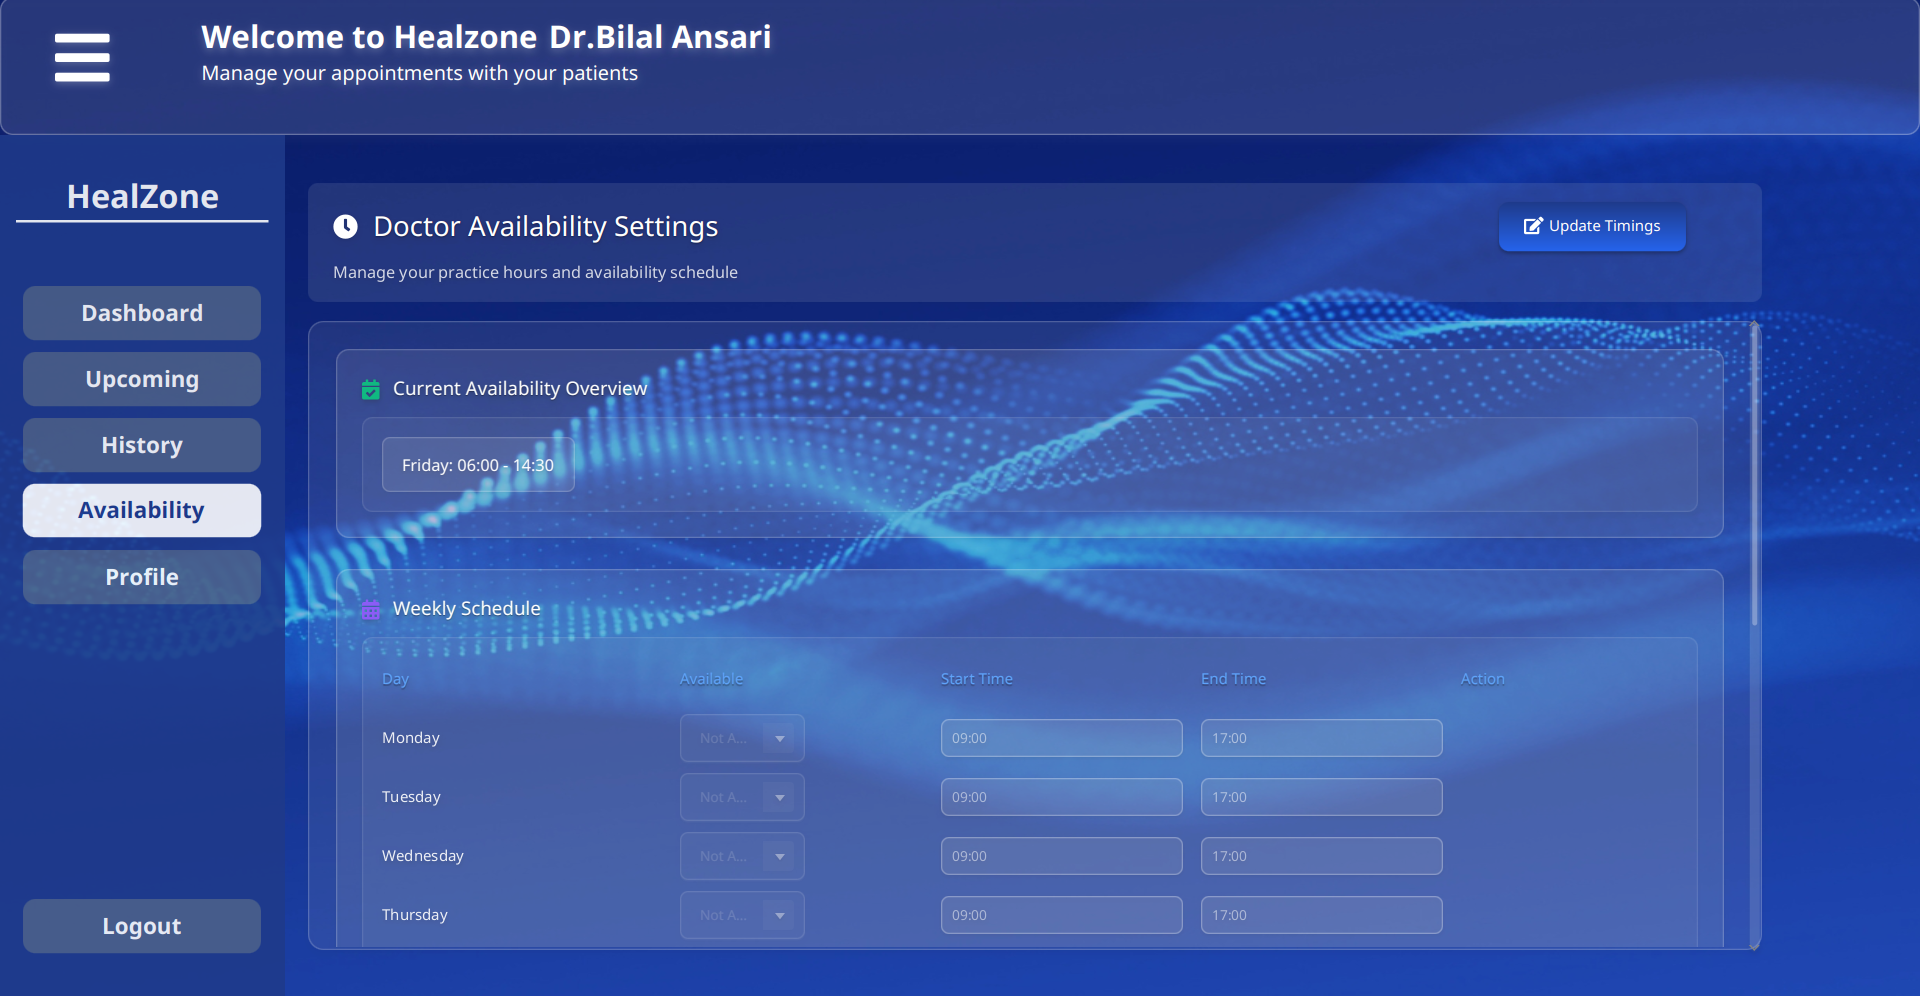 Welcome to Healzone Dr.Bilal Ansari
Manage your appointments with your patients
HealZone
Dashboard
Upcoming
History
Availability
Profile
Logout
Doctor Availability Settings
Manage your practice hours and availability schedule
Update Timings
Current Availability Overview
Friday: 06:00 - 14:30
Weekly Schedule
Day Available Start Time End Time Action
Monday Not A... 09:00 17:00
Tuesday Not A... 09:00 17:00
Wednesday Not A... 09:00 17:00
Thursday Not A... 09:00 17:00